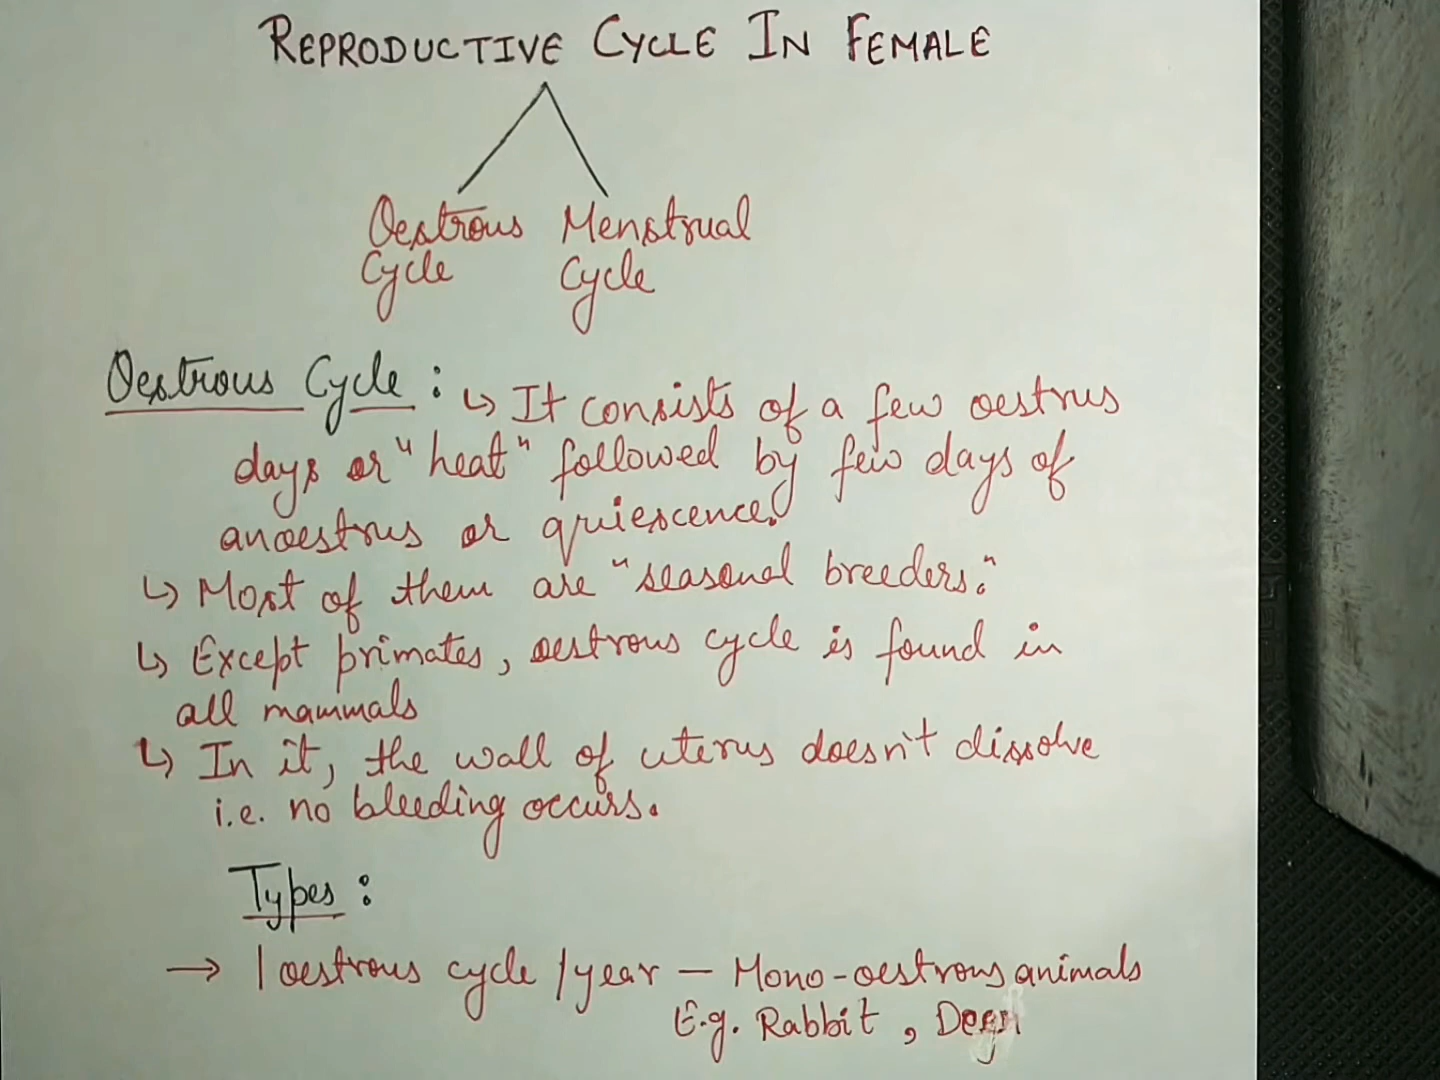 REPRODUCTIVE CYCLE IN FEMALE
Oestrous Cycle
Menstrual Cycle
Oestrous Cycle : ↳ It consists of a few oestrus
days or "heat" followed by few days of
anoestrus or quiescence.
↳ Most of them are "seasonal breeders."
↳ Except primates, oestrous cycle is found in
all mammals
↳ In it, the wall of uterus doesn't dissolve
i.e. no bleeding occurs.
Types :
→ 1 oestrous cycle /year — Mono-oestrous animals
E.g. Rabbit ,